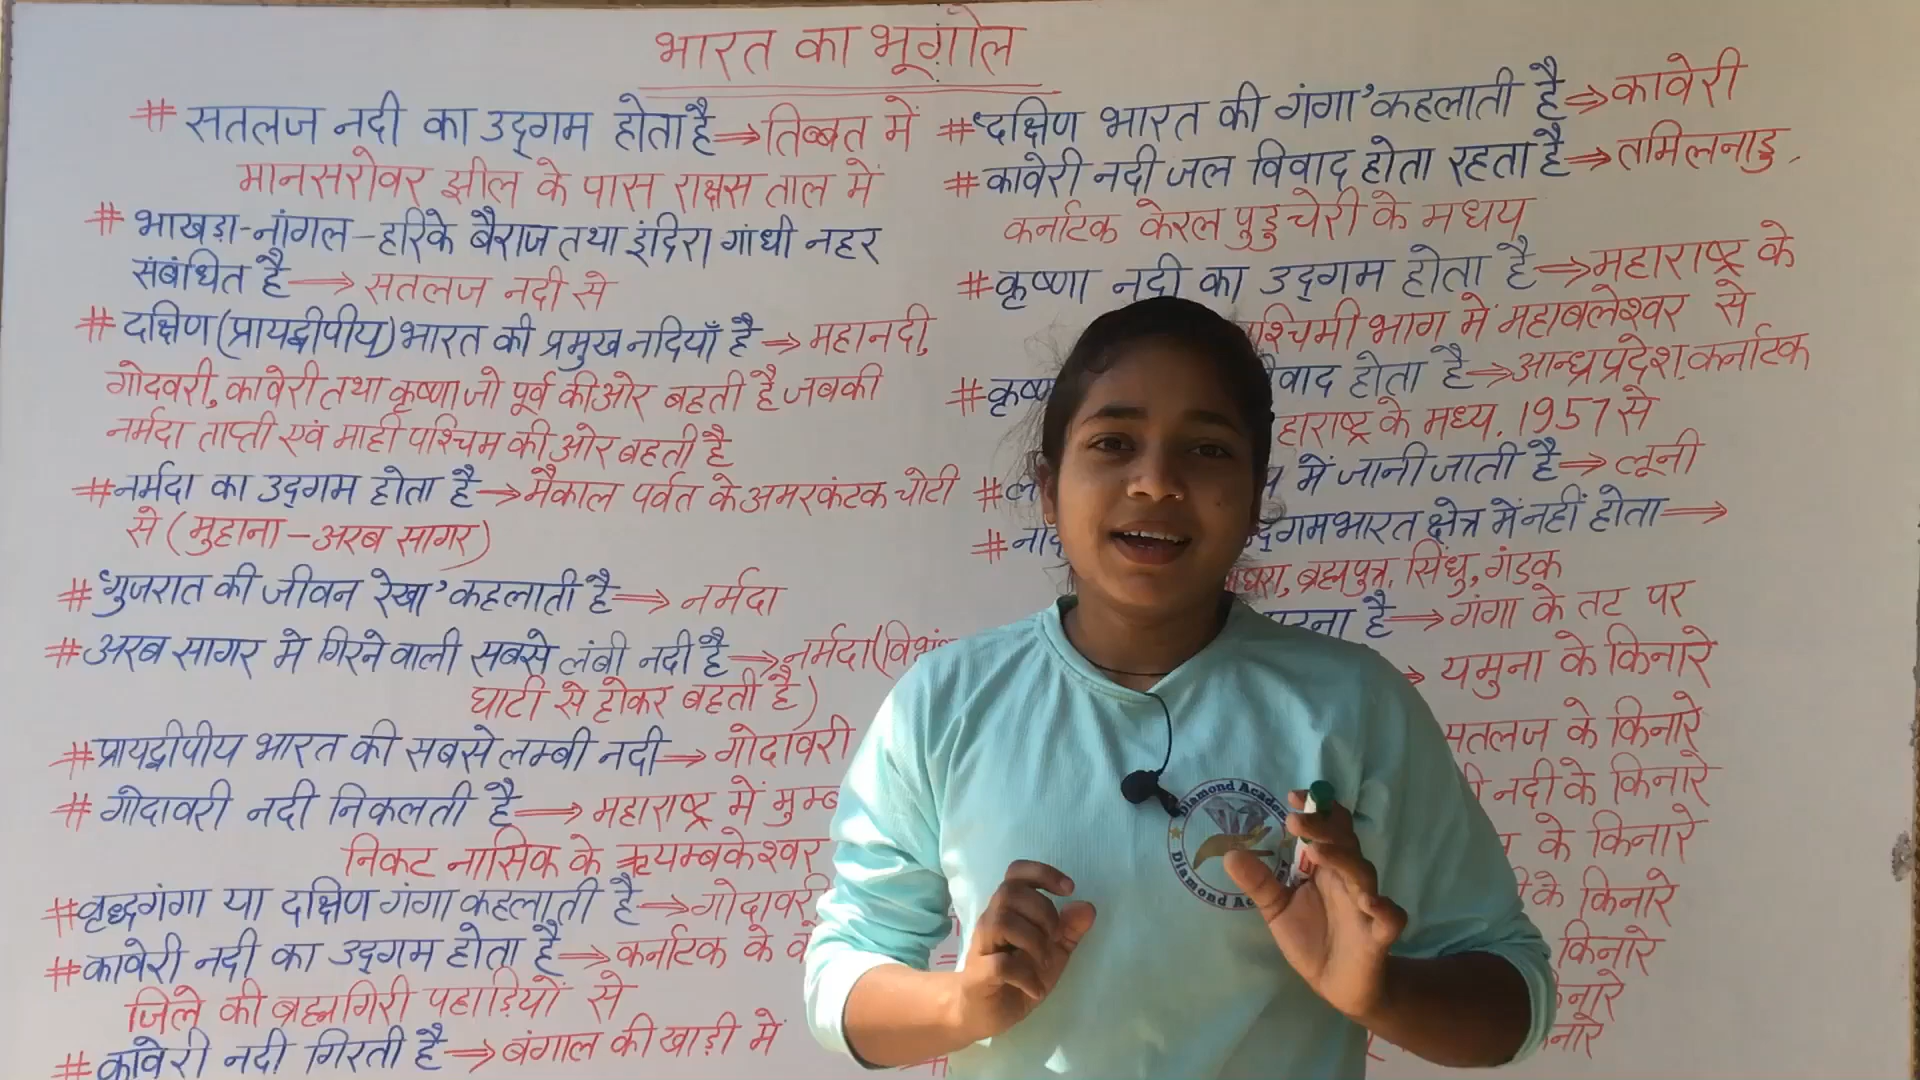 भारत का भूगोल
# सतलज नदी का उद्गम होता है⇒तिब्बत में
मानसरोवर झील के पास राक्षस ताल में
# भाखड़ा-नांगल-हरिके बैराज तथा इंदिरा गांधी नहर
संबंधित है⇒सतलज नदी से
# दक्षिण (प्रायद्वीपीय) भारत की प्रमुख नदियाँ है⇒महानदी,
गोदवरी, कावेरी तथा कृष्णा जो पूर्व की ओर बहती है जबकी
नर्मदा ताप्ती एवं माही पश्चिम की ओर बहती है
# नर्मदा का उद्गम होता है⇒मैकाल पर्वत के अमरकंटक चोटी
से (मुहाना - अरब सागर)
# 'गुजरात की जीवन रेखा' कहलाती है⇒नर्मदा
# अरब सागर मे गिरने वाली सबसे लंबी नदी है⇒नर्मदा
घाटी से होकर बहती है)
# प्रायद्वीपीय भारत की सबसे लम्बी नदी⇒गोदावरी
# गोदावरी नदी निकलती है⇒महाराष्ट्र में
निकट नासिक के त्र्यम्बकेश्वर
# वृद्धगंगा या दक्षिण गंगा कहलाती है⇒गोदावरी
# कावेरी नदी का उद्गम होता है⇒कर्नाटक के
जिले की ब्रह्मगिरी पहाड़ियों से
# कावेरी नदी गिरती है⇒बंगाल की खाड़ी में
# 'दक्षिण भारत की गंगा' कहलाती है⇒कावेरी
# कावेरी नदी जल विवाद होता रहता है⇒तमिलनाडु,
कर्नाटक केरल पुडुचेरी के मधय
# कृष्णा नदी का उद्गम होता है⇒महाराष्ट्र के
पश्चिमी भाग में महाबलेश्वर से
# होता है⇒आन्ध्रप्रदेश, कर्नाटक
के मध्य. 1957 से
# में जानी जाती है⇒लूनी
# भारत क्षेत्र में नहीं होता⇒
ब्रह्मपुत्र, सिंधु, गंडक
है⇒गंगा के तट पर
⇒यमुना के किनारे
सतलज के किनारे
नदी के किनारे
के किनारे
के किनारे
किनारे
Diamond Academy
Diamond